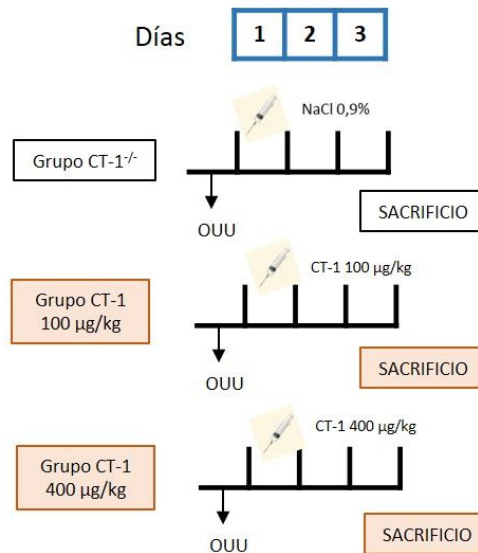 Días
1 2 3
NaCl 0,9%
Grupo CT-1-/-
OUU
SACRIFICIO
CT-1 100 µg/kg
Grupo CT-1
100 µg/kg
OUU
SACRIFICIO
CT-1 400 µg/kg
Grupo CT-1
400 µg/kg
OUU
SACRIFICIO